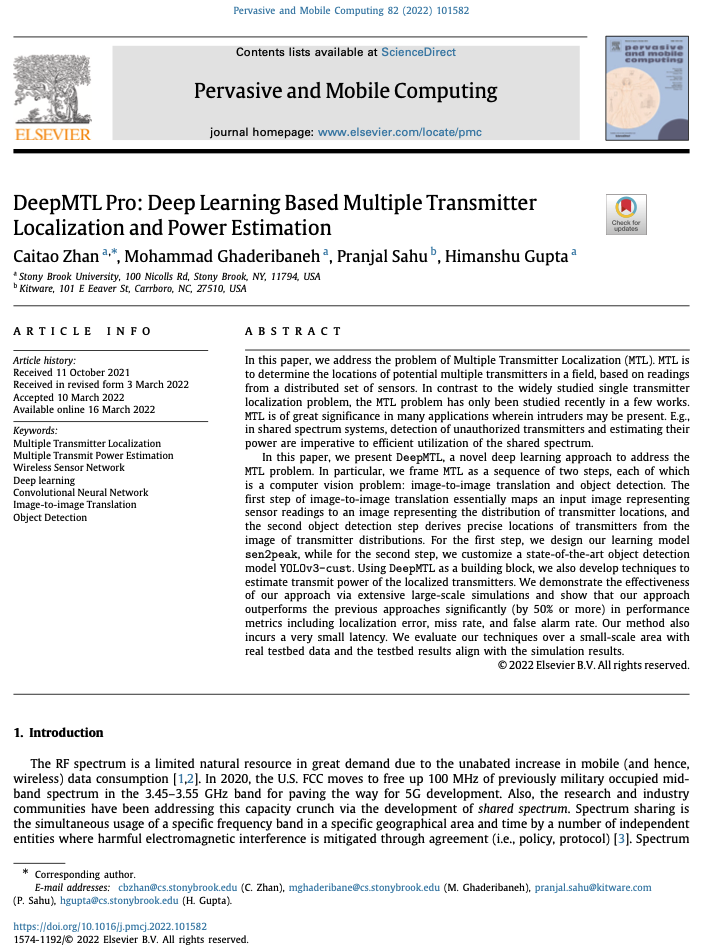 Pervasive and Mobile Computing 82 (2022) 101582
Contents lists available at ScienceDirect
Pervasive and Mobile Computing
journal homepage: www.elsevier.com/locate/pmc
ELSEVIER
pervasive
and mobile
computing
DeepMTL Pro: Deep Learning Based Multiple Transmitter
Localization and Power Estimation
Check for
updates
Caitao Zhan a,*, Mohammad Ghaderibaneh a, Pranjal Sahu b, Himanshu Gupta a
a Stony Brook University, 100 Nicolls Rd, Stony Brook, NY, 11794, USA
b Kitware, 101 E Eeaver St, Carrboro, NC, 27510, USA
ARTICLE INFO
Article history:
Received 11 October 2021
Received in revised form 3 March 2022
Accepted 10 March 2022
Available online 16 March 2022
Keywords:
Multiple Transmitter Localization
Multiple Transmit Power Estimation
Wireless Sensor Network
Deep learning
Convolutional Neural Network
Image-to-image Translation
Object Detection
ABSTRACT
In this paper, we address the problem of Multiple Transmitter Localization (MTL). MTL is
to determine the locations of potential multiple transmitters in a field, based on readings
from a distributed set of sensors. In contrast to the widely studied single transmitter
localization problem, the MTL problem has only been studied recently in a few works.
MTL is of great significance in many applications wherein intruders may be present. E.g.,
in shared spectrum systems, detection of unauthorized transmitters and estimating their
power are imperative to efficient utilization of the shared spectrum.
In this paper, we present DeepMTL, a novel deep learning approach to address the
MTL problem. In particular, we frame MTL as a sequence of two steps, each of which
is a computer vision problem: image-to-image translation and object detection. The
first step of image-to-image translation essentially maps an input image representing
sensor readings to an image representing the distribution of transmitter locations, and
the second object detection step derives precise locations of transmitters from the
image of transmitter distributions. For the first step, we design our learning model
sen2peak, while for the second step, we customize a state-of-the-art object detection
model YOLOv3-cust. Using DeepMTL as a building block, we also develop techniques to
estimate transmit power of the localized transmitters. We demonstrate the effectiveness
of our approach via extensive large-scale simulations and show that our approach
outperforms the previous approaches significantly (by 50% or more) in performance
metrics including localization error, miss rate, and false alarm rate. Our method also
incurs a very small latency. We evaluate our techniques over a small-scale area with
real testbed data and the testbed results align with the simulation results.
© 2022 Elsevier B.V. All rights reserved.
1. Introduction
The RF spectrum is a limited natural resource in great demand due to the unabated increase in mobile (and hence,
wireless) data consumption [1,2]. In 2020, the U.S. FCC moves to free up 100 MHz of previously military occupied mid-
band spectrum in the 3.45–3.55 GHz band for paving the way for 5G development. Also, the research and industry
communities have been addressing this capacity crunch via the development of shared spectrum. Spectrum sharing is
the simultaneous usage of a specific frequency band in a specific geographical area and time by a number of independent
entities where harmful electromagnetic interference is mitigated through agreement (i.e., policy, protocol) [3]. Spectrum
* Corresponding author.
E-mail addresses: cbzhan@cs.stonybrook.edu (C. Zhan), mghaderibane@cs.stonybrook.edu (M. Ghaderibaneh), pranjal.sahu@kitware.com
(P. Sahu), hgupta@cs.stonybrook.edu (H. Gupta).
https://doi.org/10.1016/j.pmcj.2022.101582
1574-1192/© 2022 Elsevier B.V. All rights reserved.